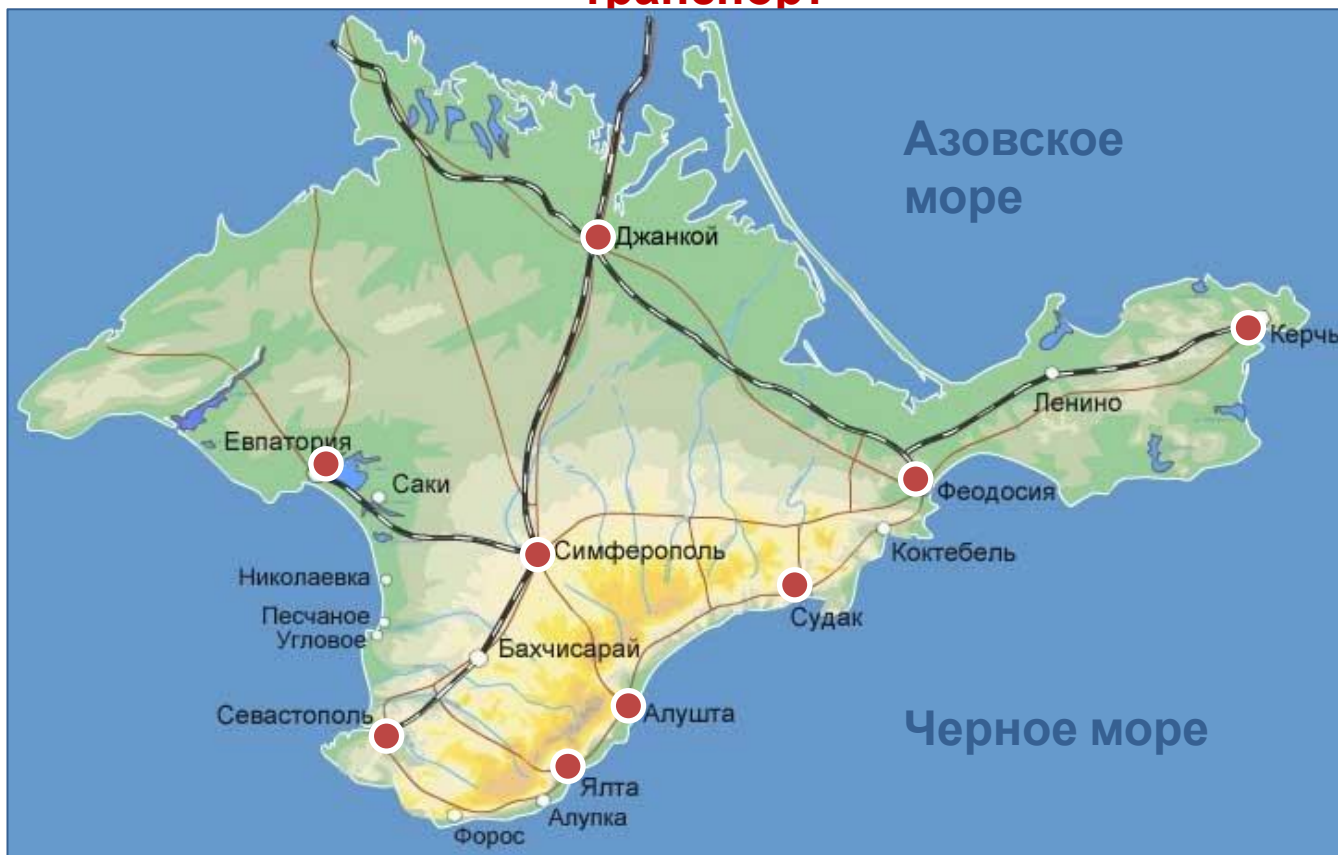 Транспорт
Азовское
море
Джанкой
Керчь
Ленино
Евпатория
Саки
Феодосия
Симферополь
Коктебель
Николаевка
Песчаное
Угловое
Судак
Бахчисарай
Севастополь
Алушта
Черное море
Ялта
Алупка
Форос